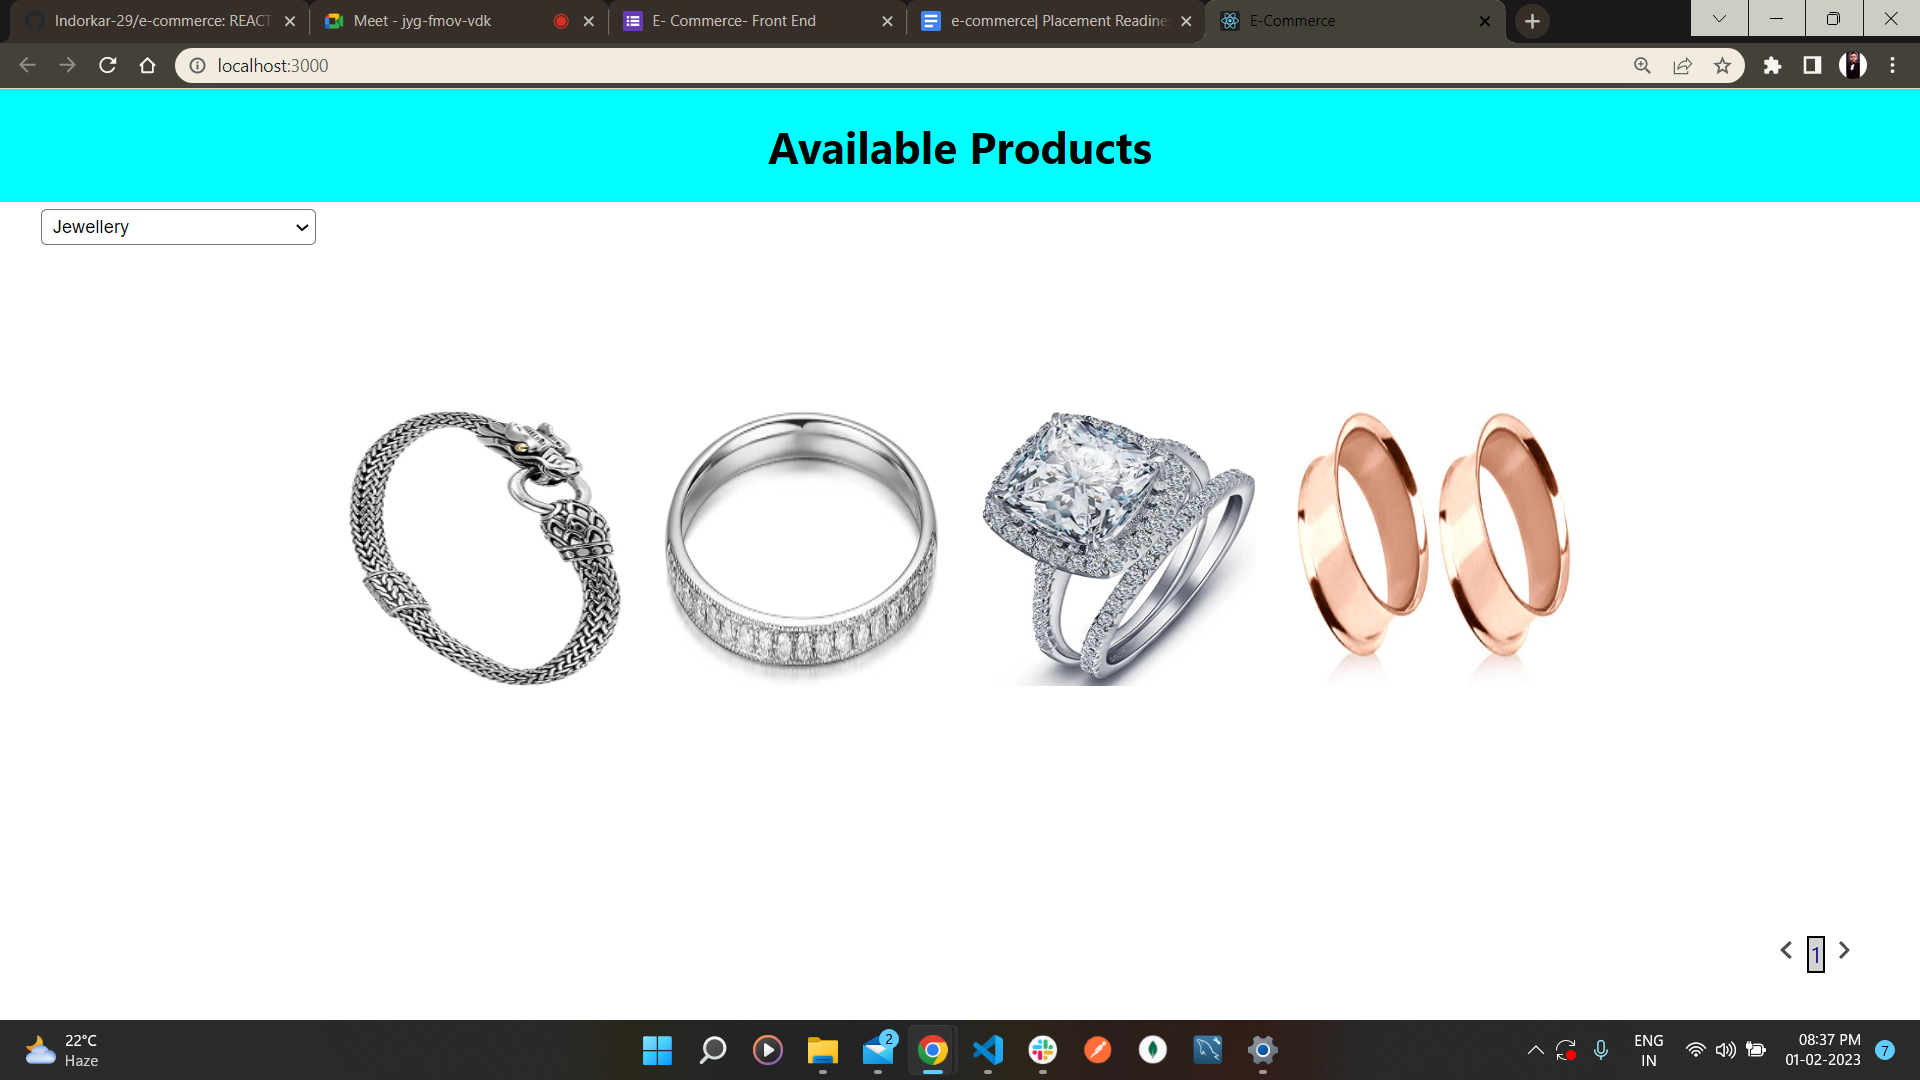 Indorkar-29/e-commerce: REACT
Meet - jyg-fmov-vdk
E- Commerce- Front End
e-commerce| Placement Readine
E-Commerce
localhost:3000
Available Products
Jewellery
1
22°C
Haze
2
ENG
IN
08:37 PM
01-02-2023
7